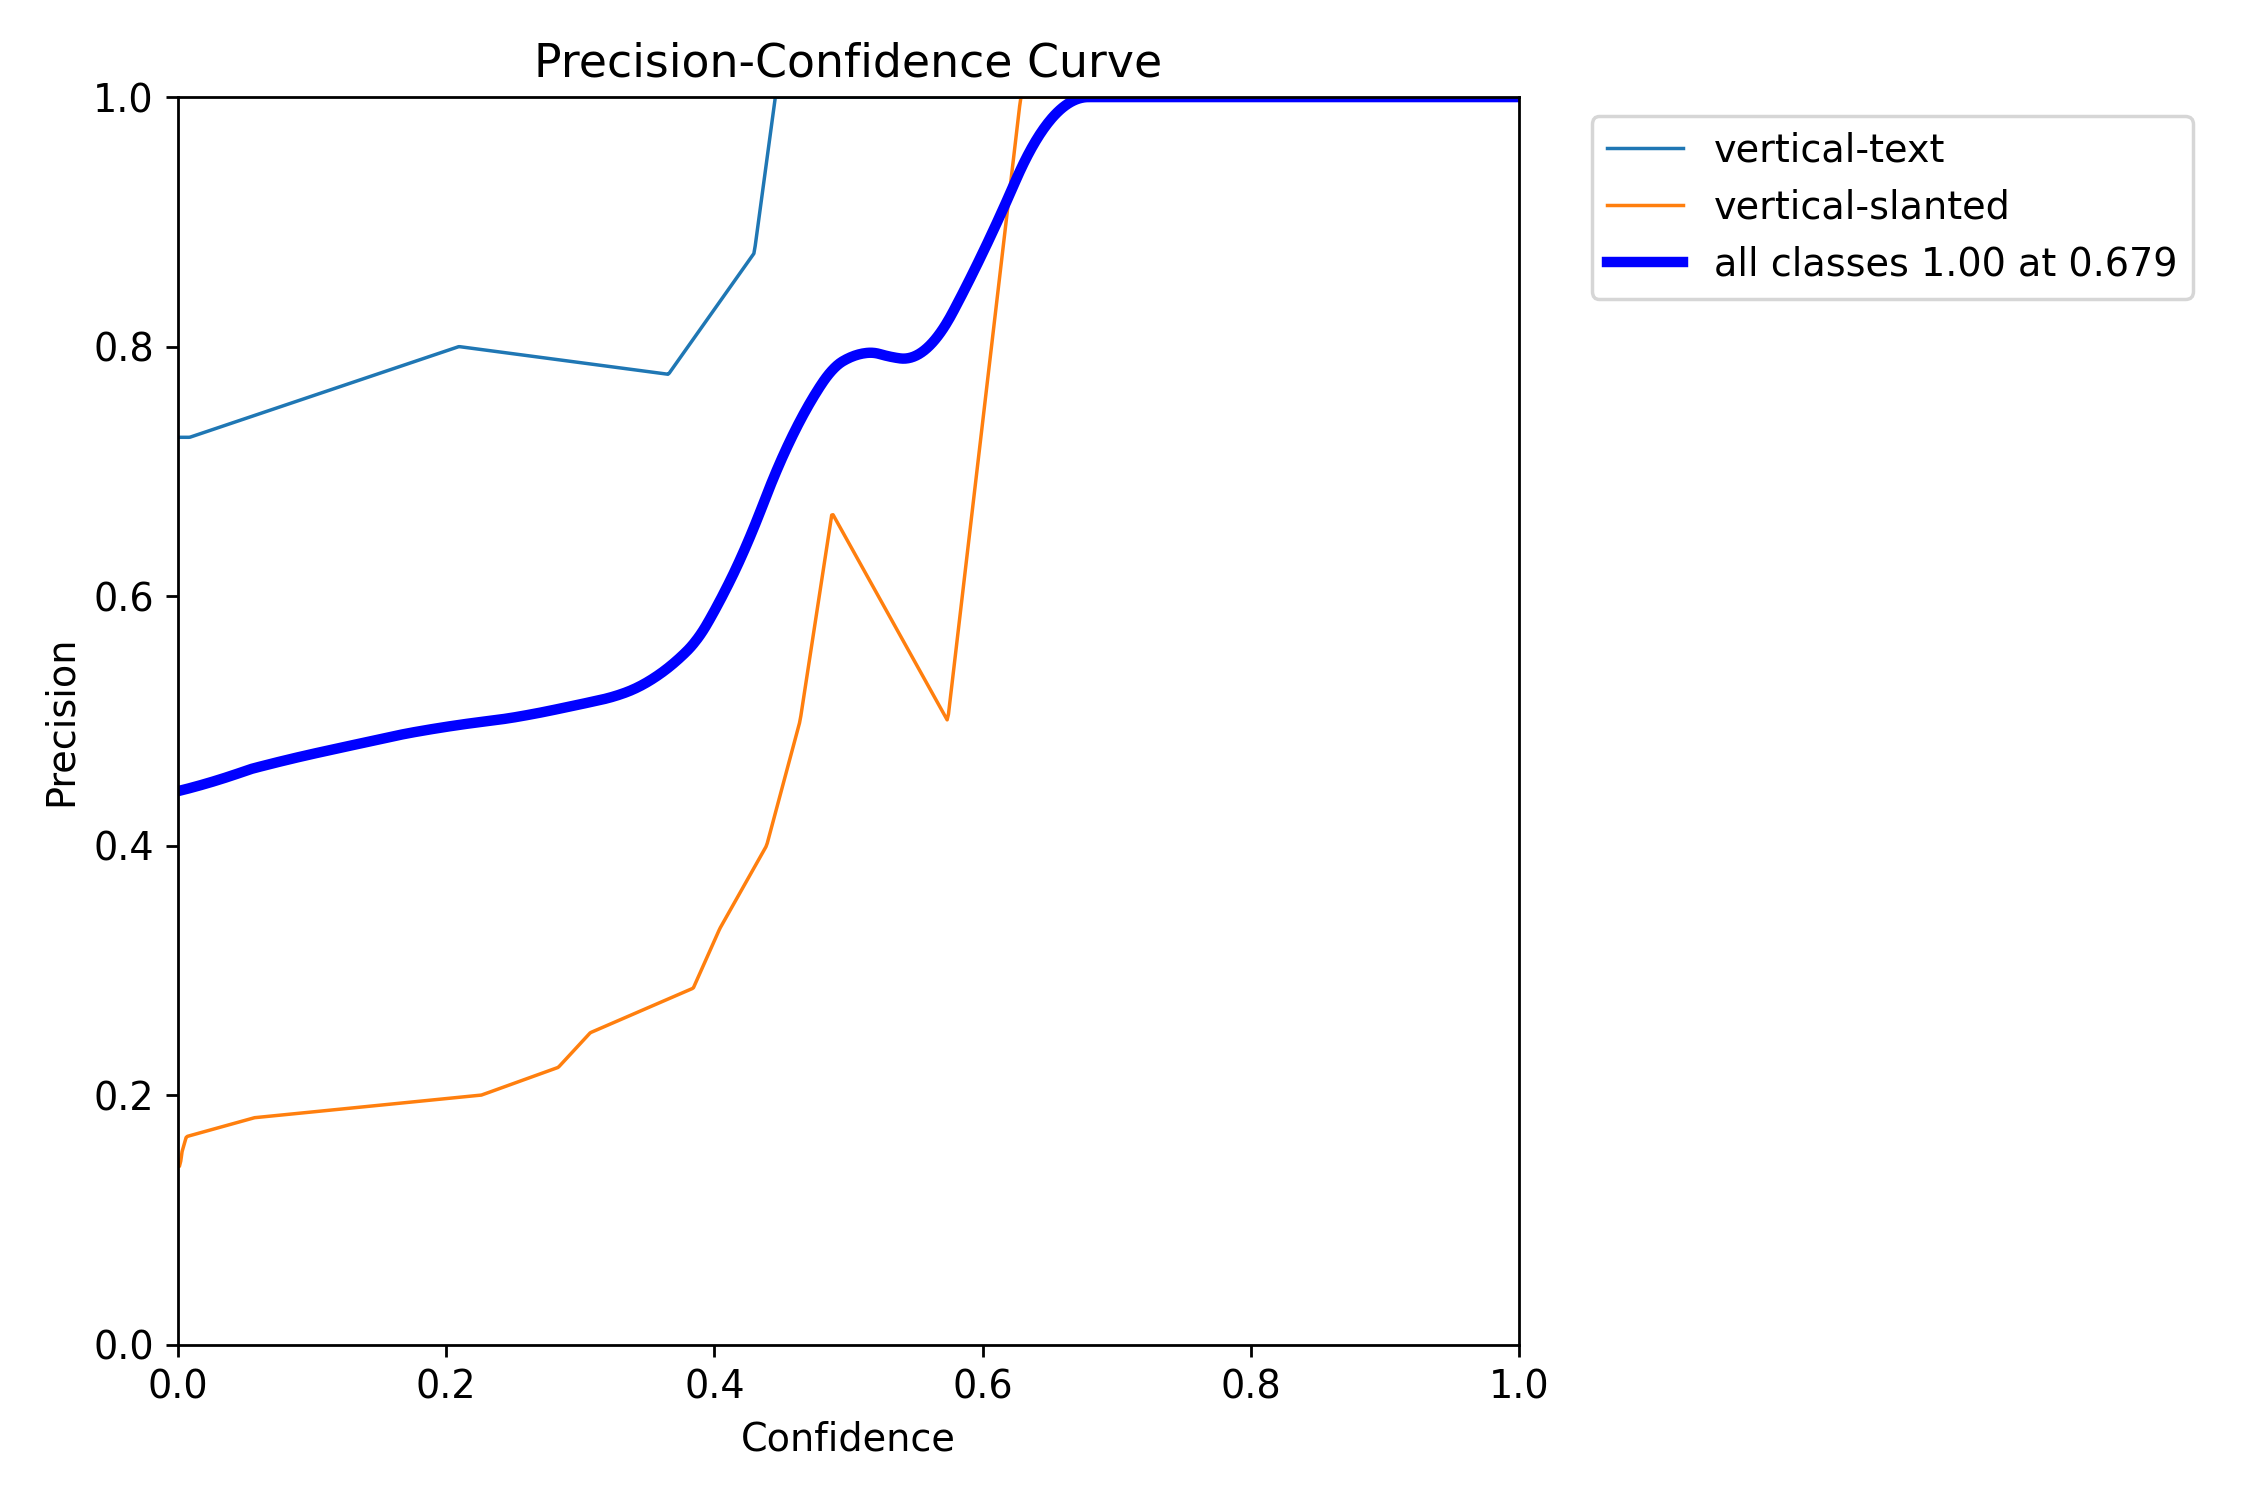 Precision-Confidence Curve
1.0
0.8
0.6
0.4
0.2
0.0
Precision
0.0 0.2 0.4 0.6 0.8 1.0
Confidence
vertical-text
vertical-slanted
all classes 1.00 at 0.679